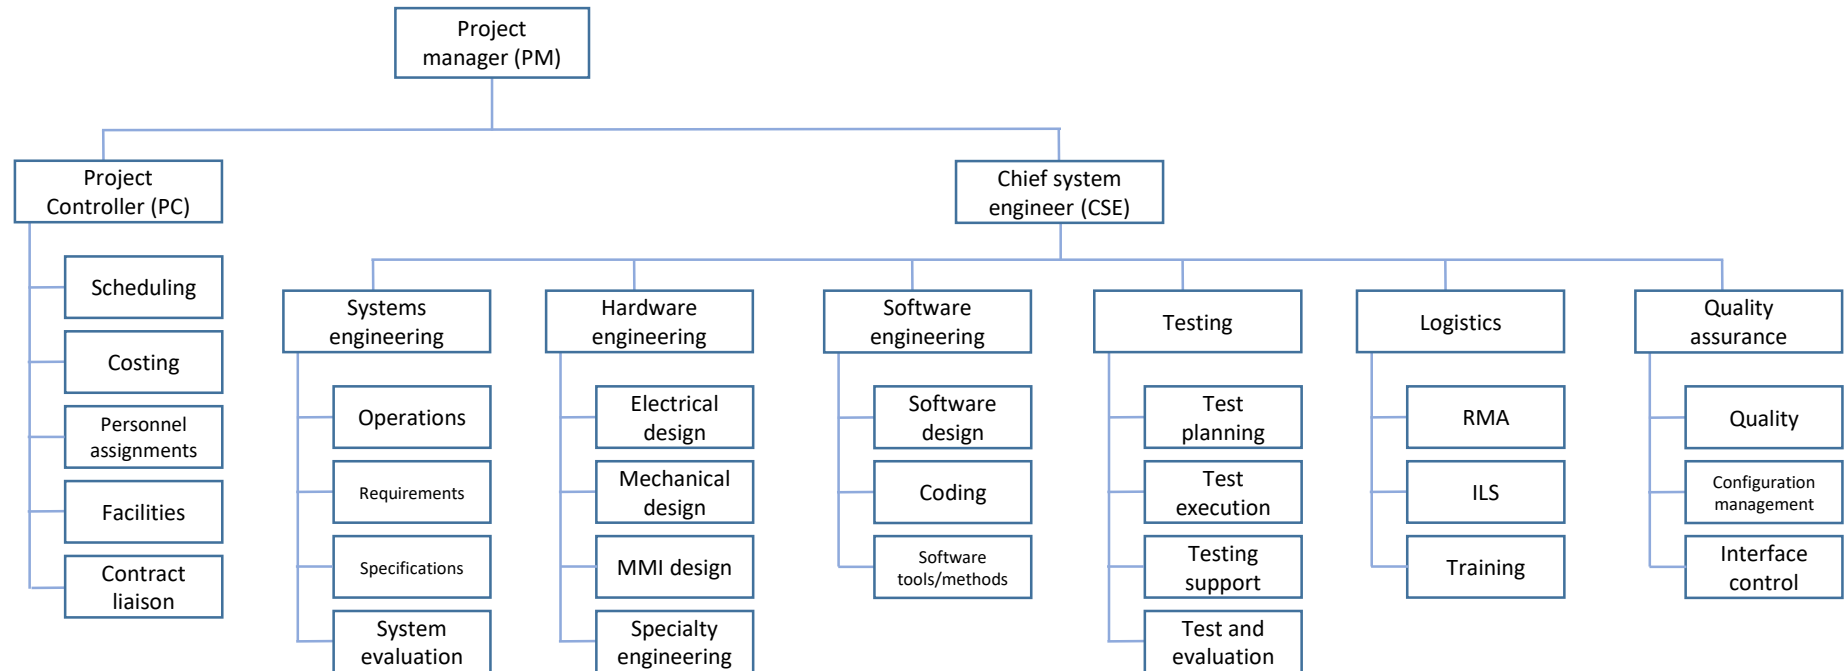 Project
manager (PM)
Project
Controller (PC)
Chief system
engineer (CSE)
Scheduling
Costing
Personnel
assignments
Facilities
Contract
liaison
Systems
engineering
Operations
Requirements
Specifications
System
evaluation
Hardware
engineering
Electrical
design
Mechanical
design
MMI design
Specialty
engineering
Software
engineering
Software
design
Coding
Software
tools/methods
Testing
Test
planning
Test
execution
Testing
support
Test and
evaluation
Logistics
RMA
ILS
Training
Quality
assurance
Quality
Configuration
management
Interface
control